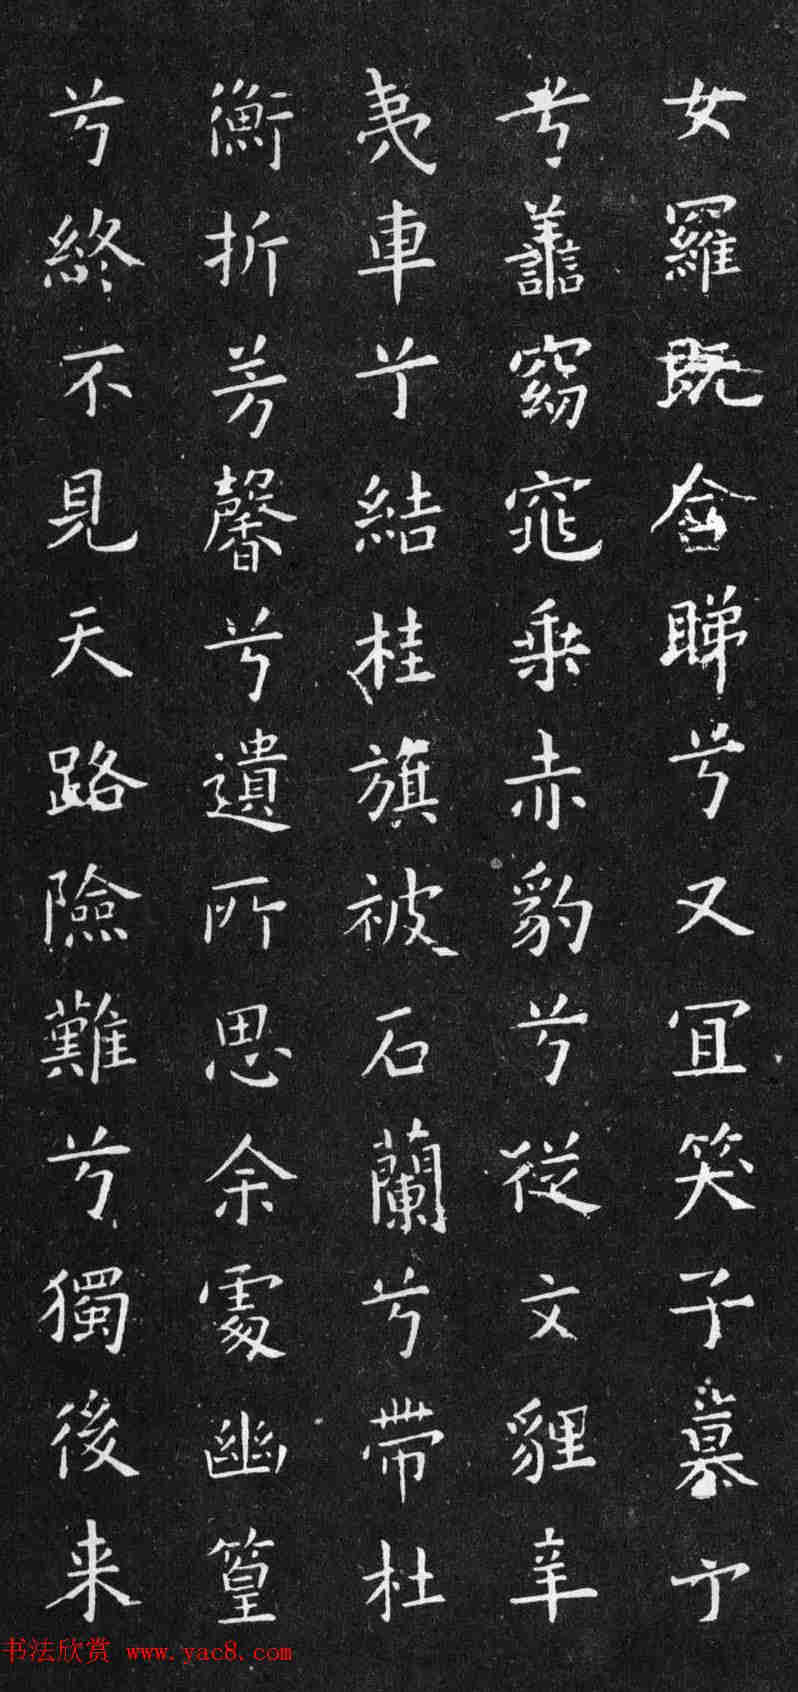 女羅既含睇兮又宜笑子慕予
兮善窈窕乗赤豹兮從文貍辛
夷車兮結桂旗被石蘭兮帶杜
衡折芳馨兮遺所思余處幽篁
兮終不見天路險難兮獨後来
书法欣赏 www.yac8.com